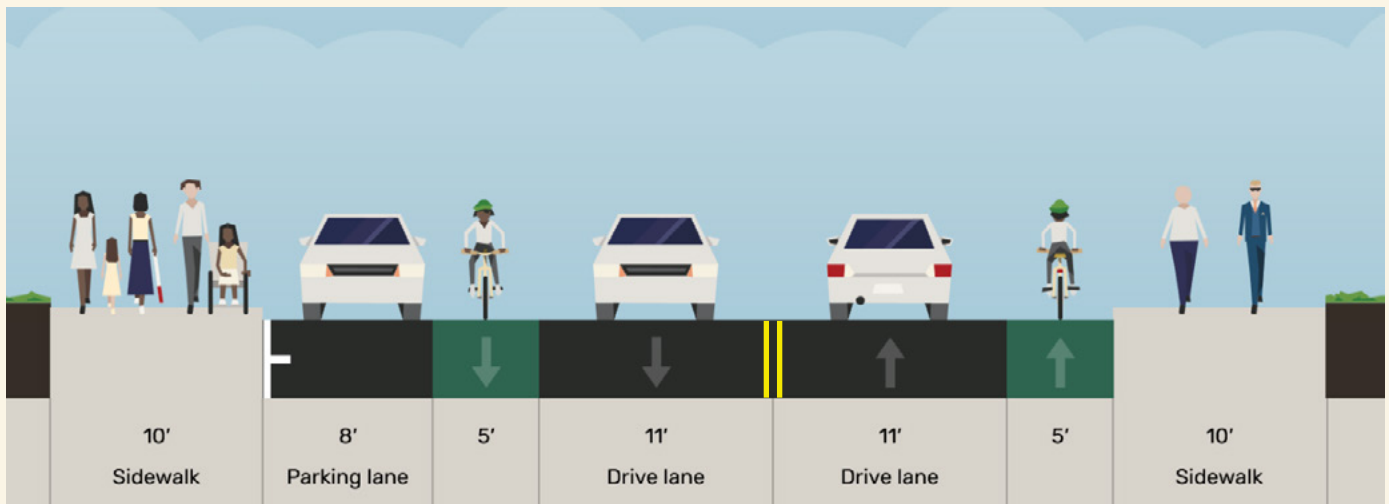 10′ 8′ 5′ 11′ 11′ 5′ 10′
Sidewalk Parking lane Drive lane Drive lane Sidewalk